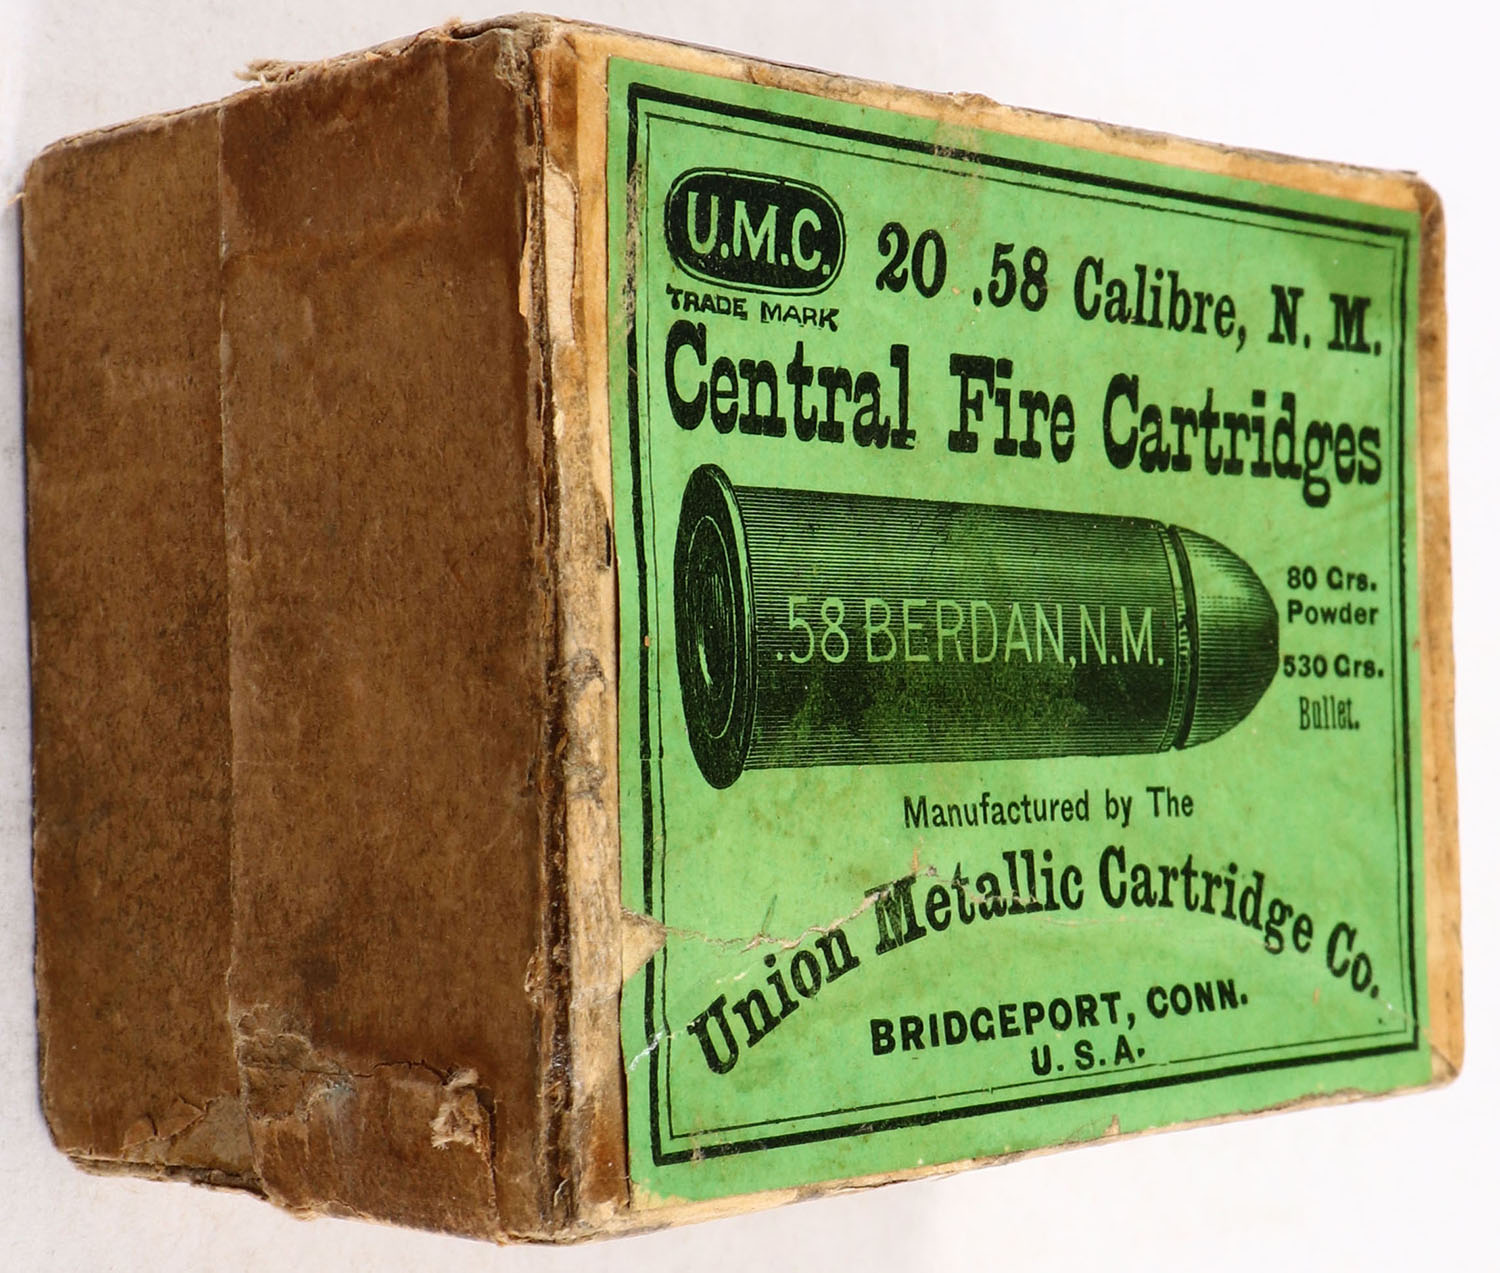 U.M.C.
TRADE MARK
20 .58 Calibre, N. M.
Central Fire Cartridges
.58 BERDAN, N.M.
80 Grs.
Powder
530 Grs.
Bullet.
Manufactured by The
Union Metallic Cartridge Co.
BRIDGEPORT, CONN.
U. S. A.